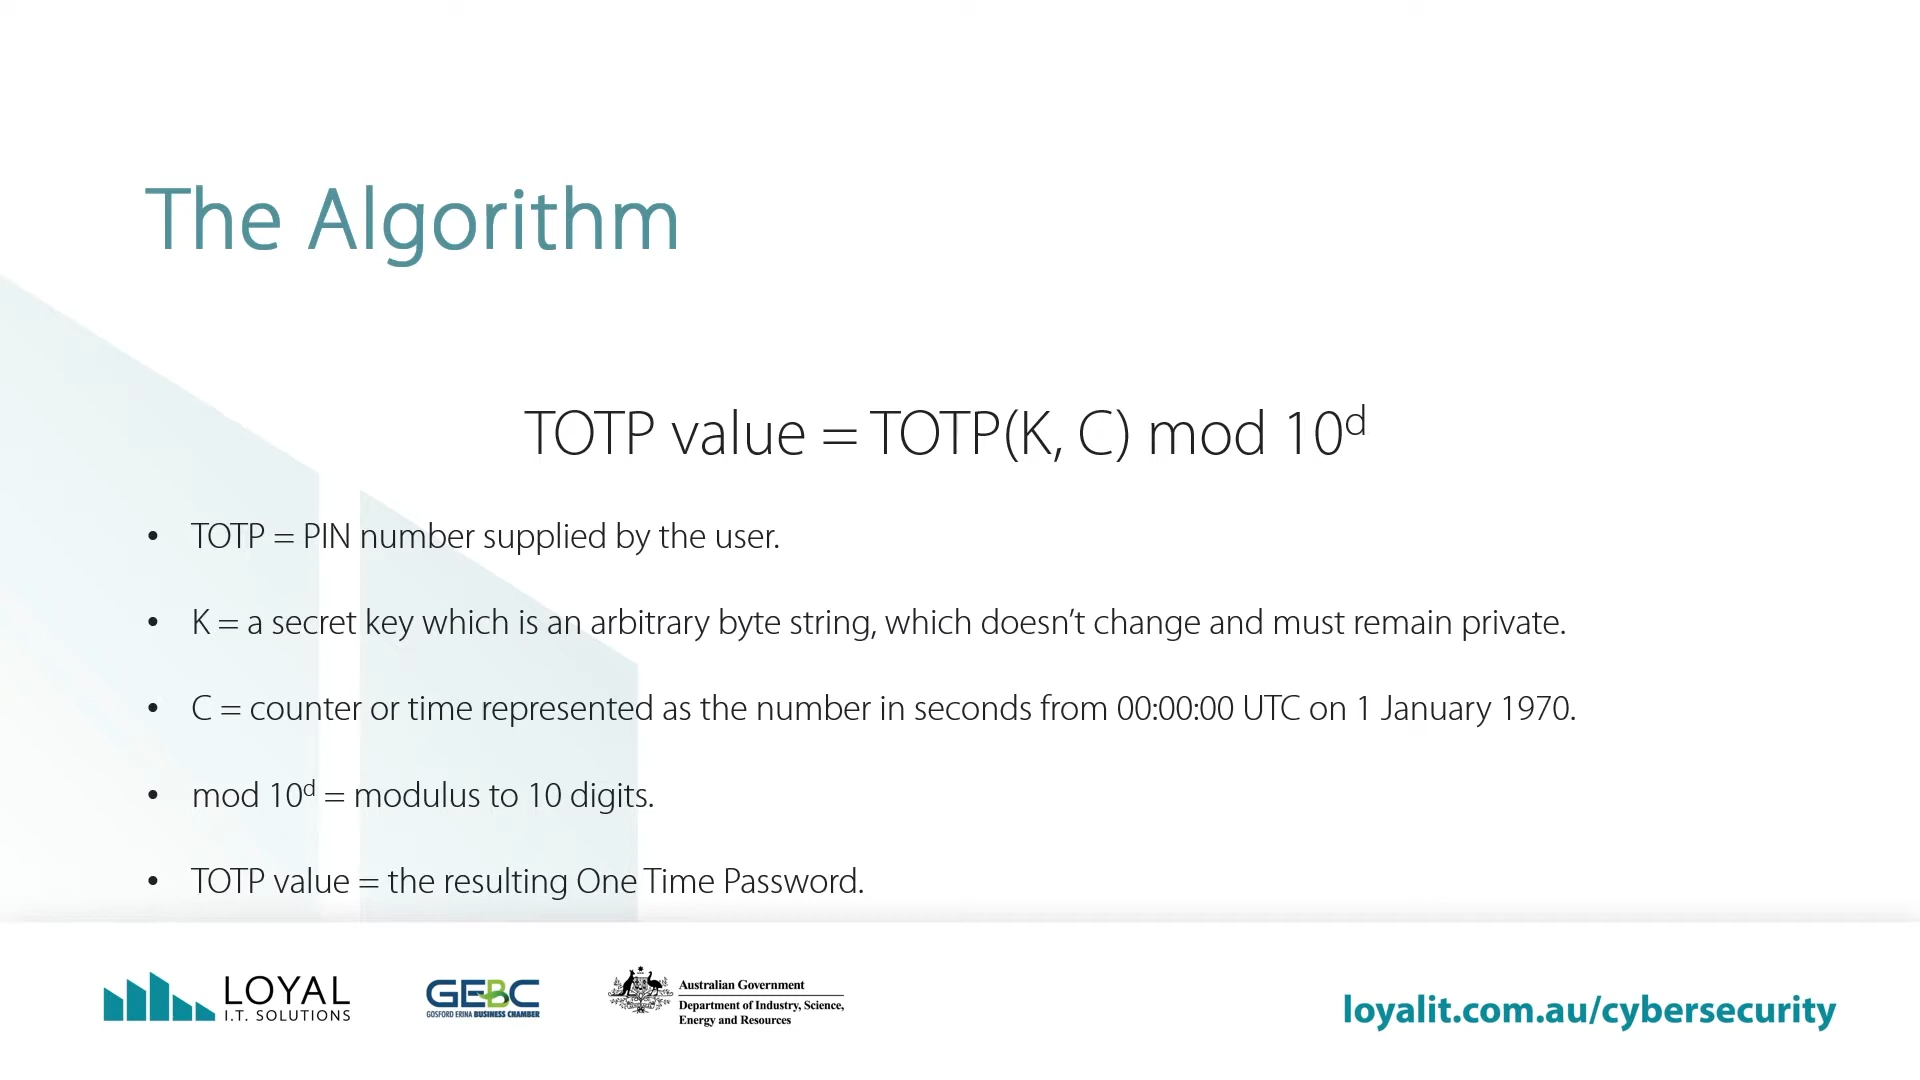 The Algorithm
TOTP value = TOTP(K, C) mod 10ᵈ
• TOTP = PIN number supplied by the user.
• K = a secret key which is an arbitrary byte string, which doesn’t change and must remain private.
• C = counter or time represented as the number in seconds from 00:00:00 UTC on 1 January 1970.
• mod 10ᵈ = modulus to 10 digits.
• TOTP value = the resulting One Time Password.
LOYAL
I.T. SOLUTIONS
GEBC
GOSFORD ERINA BUSINESS CHAMBER
Australian Government
Department of Industry, Science,
Energy and Resources
loyalit.com.au/cybersecurity